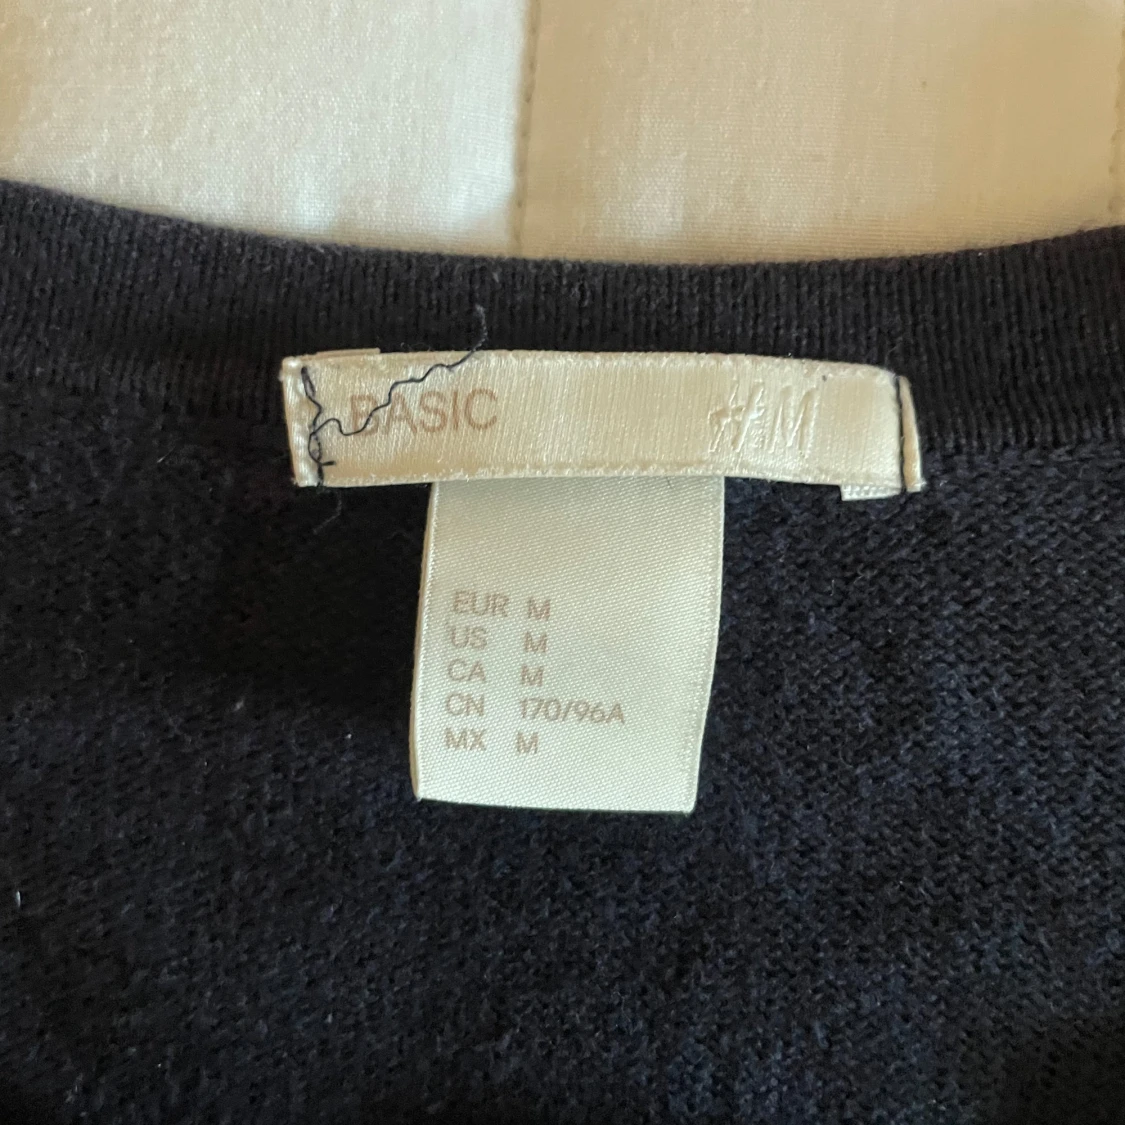 BASIC H&M
EUR M
US M
CA M
CN 170/96A
MX M